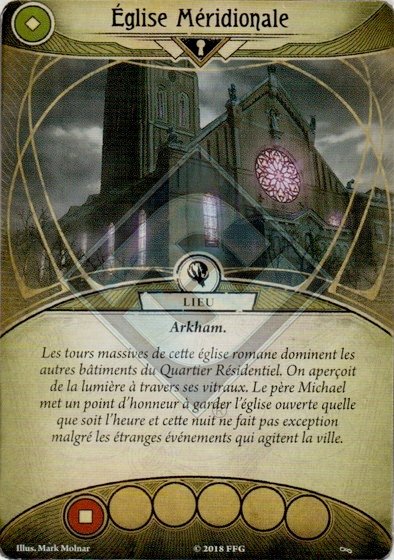 Église Méridionale
LIEU
Arkham.
Les tours massives de cette église romane dominent les
autres bâtiments du Quartier Résidentiel. On aperçoit
de la lumière à travers ses vitraux. Le père Michael
met un point d'honneur à garder l'église ouverte quelle
que soit l'heure et cette nuit ne fait pas exception
malgré les étranges événements qui agitent la ville.
Illus. Mark Molnar © 2018 FFG